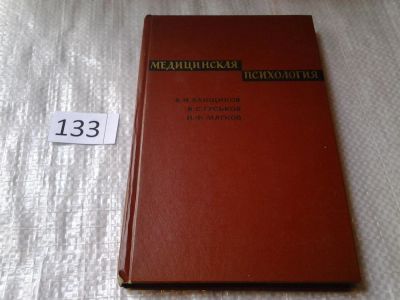 МЕДИЦИНСКАЯ
ПСИХОЛОГИЯ
В. М. БАНЩИКОВ
В. С. ГУСЬКОВ
И. Ф. МЯГКОВ
133